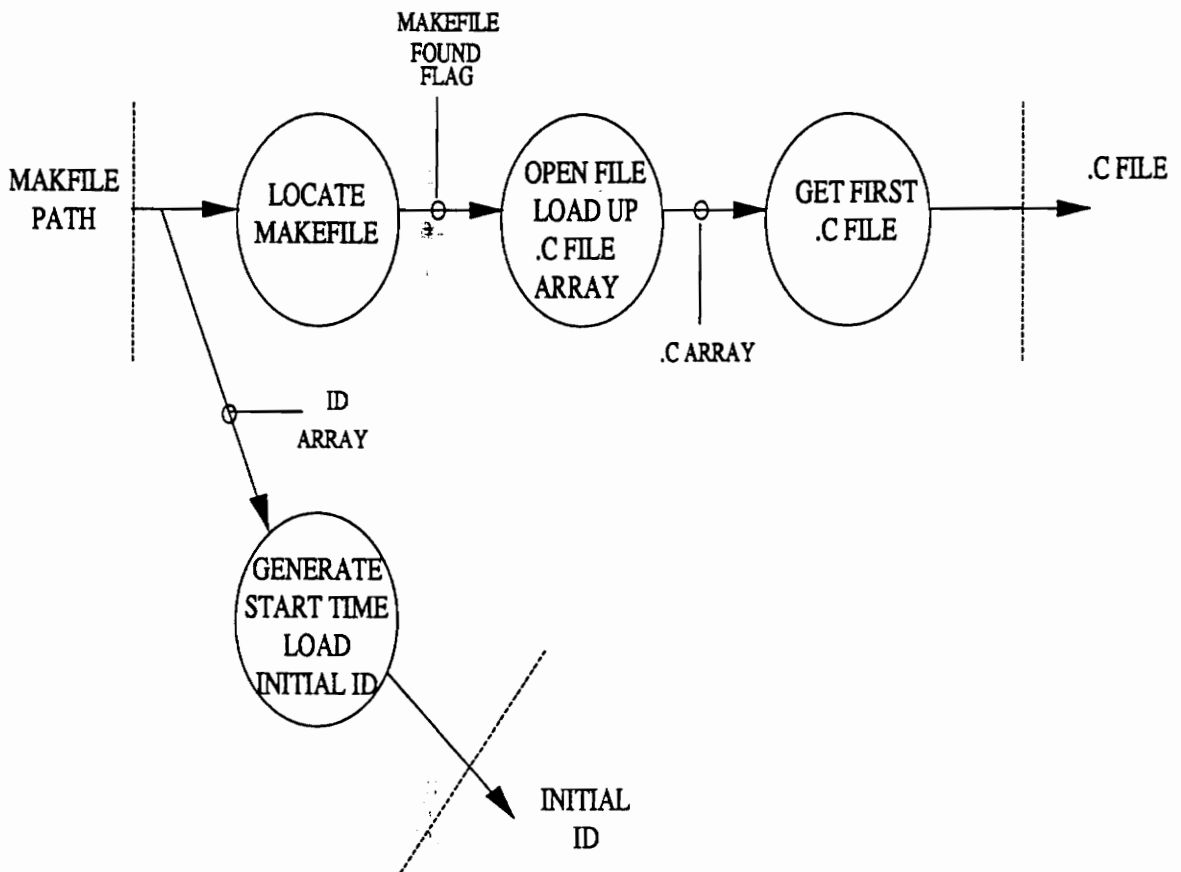 MAKEFILE
FOUND
FLAG
MAKFILE
PATH
LOCATE
MAKEFILE
OPEN FILE
LOAD UP
.C FILE
ARRAY
GET FIRST
.C FILE
.C FILE
.C ARRAY
ID
ARRAY
GENERATE
START TIME
LOAD
INITIAL ID
INITIAL
ID